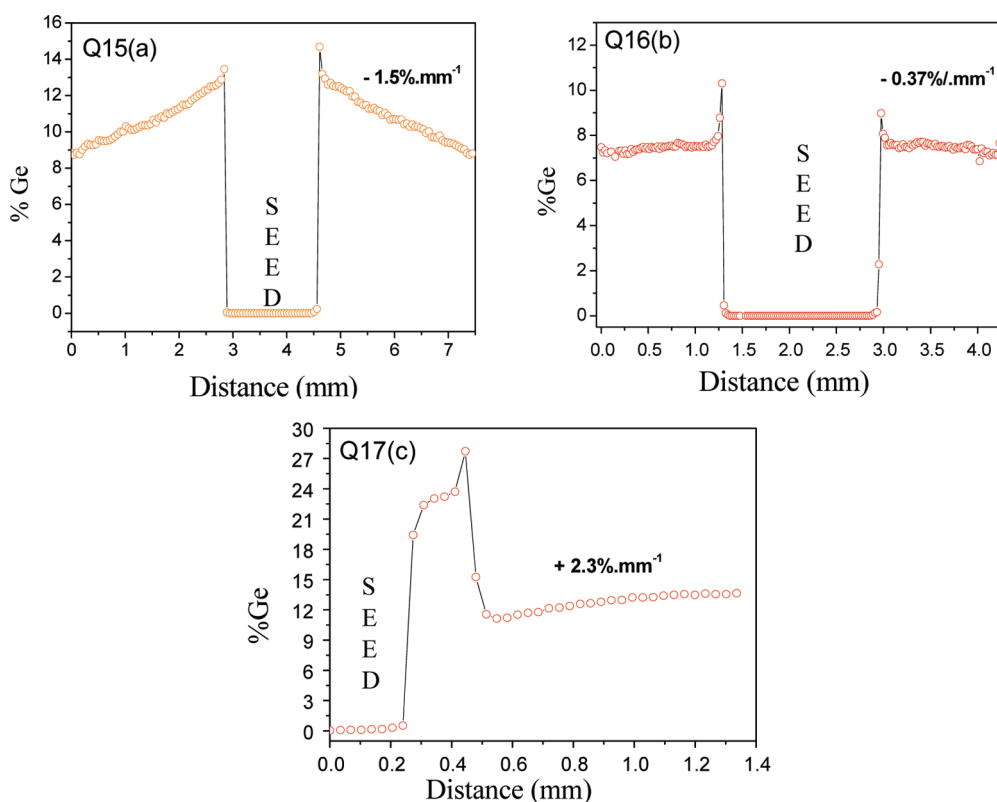 Q15(a)
- 1.5%.mm⁻¹
% Ge
16
14
12
10
8
6
4
2
0
S
E
E
D
0 1 2 3 4 5 6 7
Distance (mm)
Q16(b)
- 0.37%/.mm⁻¹
%Ge
12
10
8
6
4
2
0
S
E
E
D
0.0 0.5 1.0 1.5 2.0 2.5 3.0 3.5 4.0
Distance (mm)
Q17(c)
+ 2.3%.mm⁻¹
%Ge
30
27
24
21
18
15
12
9
6
3
0
S
E
E
D
0.0 0.2 0.4 0.6 0.8 1.0 1.2 1.4
Distance (mm)